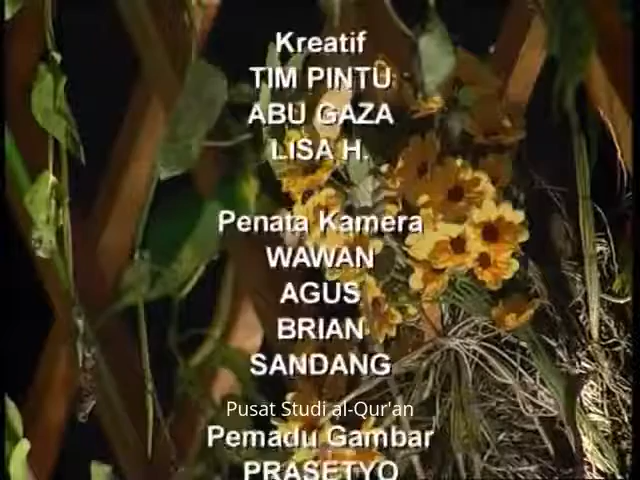 Kreatif
TIM PINTU
ABU GAZA
LISA H.
Penata Kamera
WAWAN
AGUS
BRIAN
SANDANG
Pusat Studi al-Qur'an
Pemadu Gambar
PRASETYO